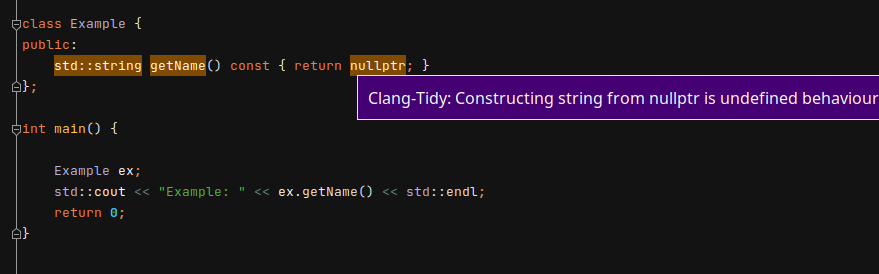 class Example {
public:
    std::string getName() const { return nullptr; }
Clang-Tidy: Constructing string from nullptr is undefined behaviour
};
int main() {
    Example ex;
    std::cout << "Example: " << ex.getName() << std::endl;
    return 0;
}